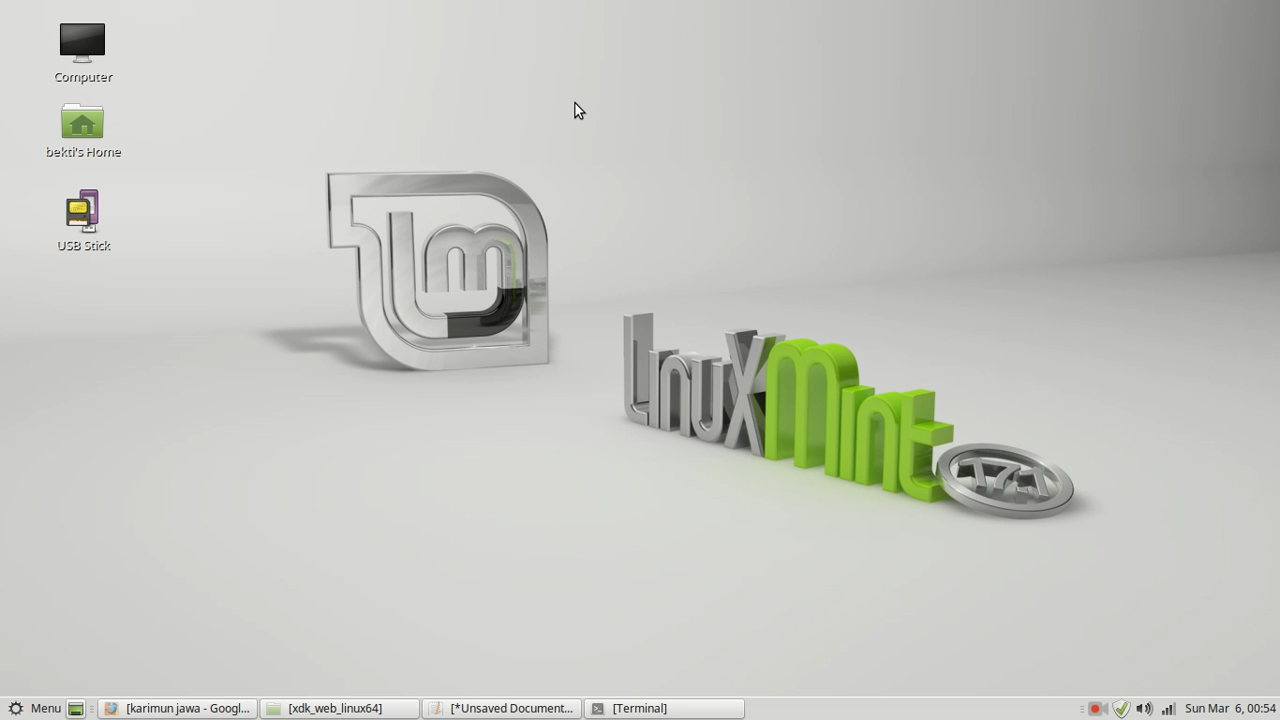 Computer
bekti's Home
USB Stick
LinuxMint
17.1
Menu
[karimun jawa - Googl...
[xdk_web_linux64]
[*Unsaved Document...
[Terminal]
Sun Mar 6, 00:54